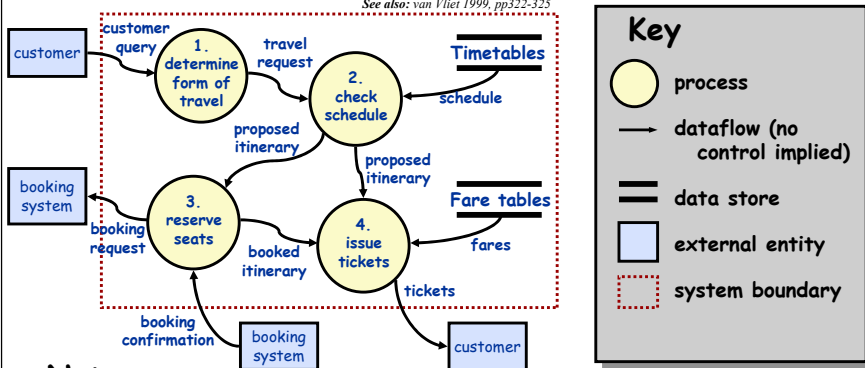 See also: van Vliet 1999, pp322-325
customer
customer
query
1.
determine
form of
travel
travel
request
2.
check
schedule
Timetables
schedule
proposed
itinerary
proposed
itinerary
booking
system
booking
request
3.
reserve
seats
booked
itinerary
4.
issue
tickets
Fare tables
fares
tickets
booking
confirmation
booking
system
customer
Key
process
dataflow (no
control implied)
data store
external entity
system boundary